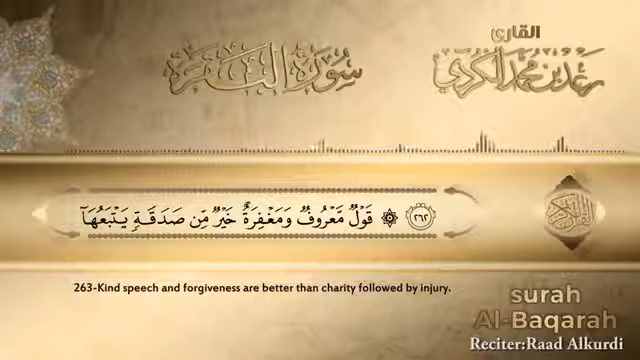 القارئ
سورة البقرة
رعد بن محمد الكردي
٢٦٢ ۞ قَوْلٌ مَّعْرُوفٌ وَمَغْفِرَةٌ خَيْرٌ مِّن صَدَقَةٍ يَتْبَعُهَآ
263-Kind speech and forgiveness are better than charity followed by injury.
surah
Al-Baqarah
Reciter:Raad Alkurdi